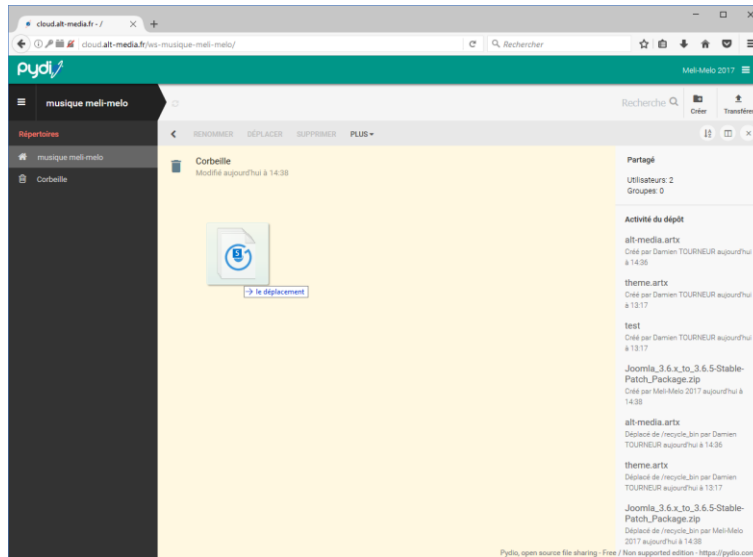 cloud.alt-media.fr - /
cloud.alt-media.fr/ws-musique-meli-melo/
Rechercher
pydi
Meli-Melo 2017
musique meli-melo
Recherche
Créer
Transférer
Répertoires
RENOMMER DÉPLACER SUPPRIMER PLUS
musique meli-melo
Corbeille
Corbeille
Modifié aujourd'hui à 14:38
le déplacement
Partagé
Utilisateurs: 2
Groupes: 0
Activité du dépôt
alt-media.artx
Créé par Damien TOURNEUR aujourd'hui
à 14:36
theme.artx
Créé par Damien TOURNEUR aujourd'hui
à 13:17
test
Créé par Damien TOURNEUR aujourd'hui
à 13:17
Joomla_3.6.x_to_3.6.5-Stable-
Patch_Package.zip
Créé par Meli-Melo 2017 aujourd'hui à
14:38
alt-media.artx
Déplacé de /recycle_bin par Damien
TOURNEUR aujourd'hui à 14:36
theme.artx
Déplacé de /recycle_bin par Damien
TOURNEUR aujourd'hui à 13:17
Joomla_3.6.x_to_3.6.5-Stable-
Patch_Package.zip
Déplacé de /recycle_bin par Meli-Melo
2017 aujourd'hui à 14:38
Pydio, open source file sharing - Free / Non supported edition - https://pydio.com